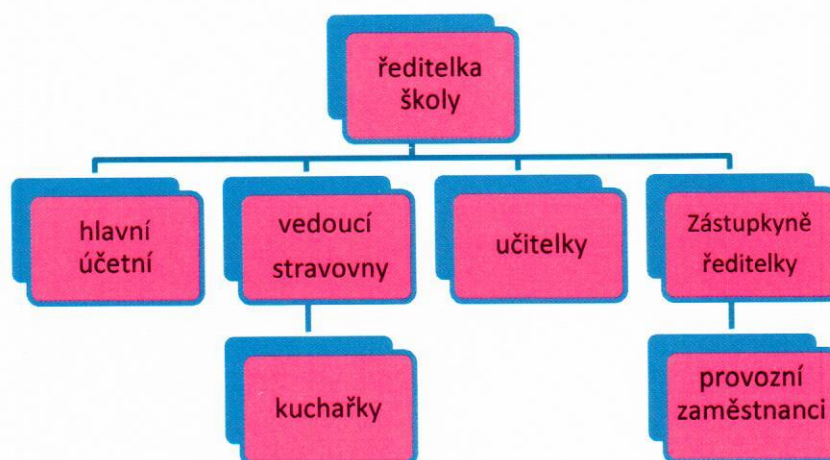 ředitelka
školy
hlavní
účetní
vedoucí
stravovny
učitelky
Zástupkyně
ředitelky
kuchařky
provozní
zaměstnanci